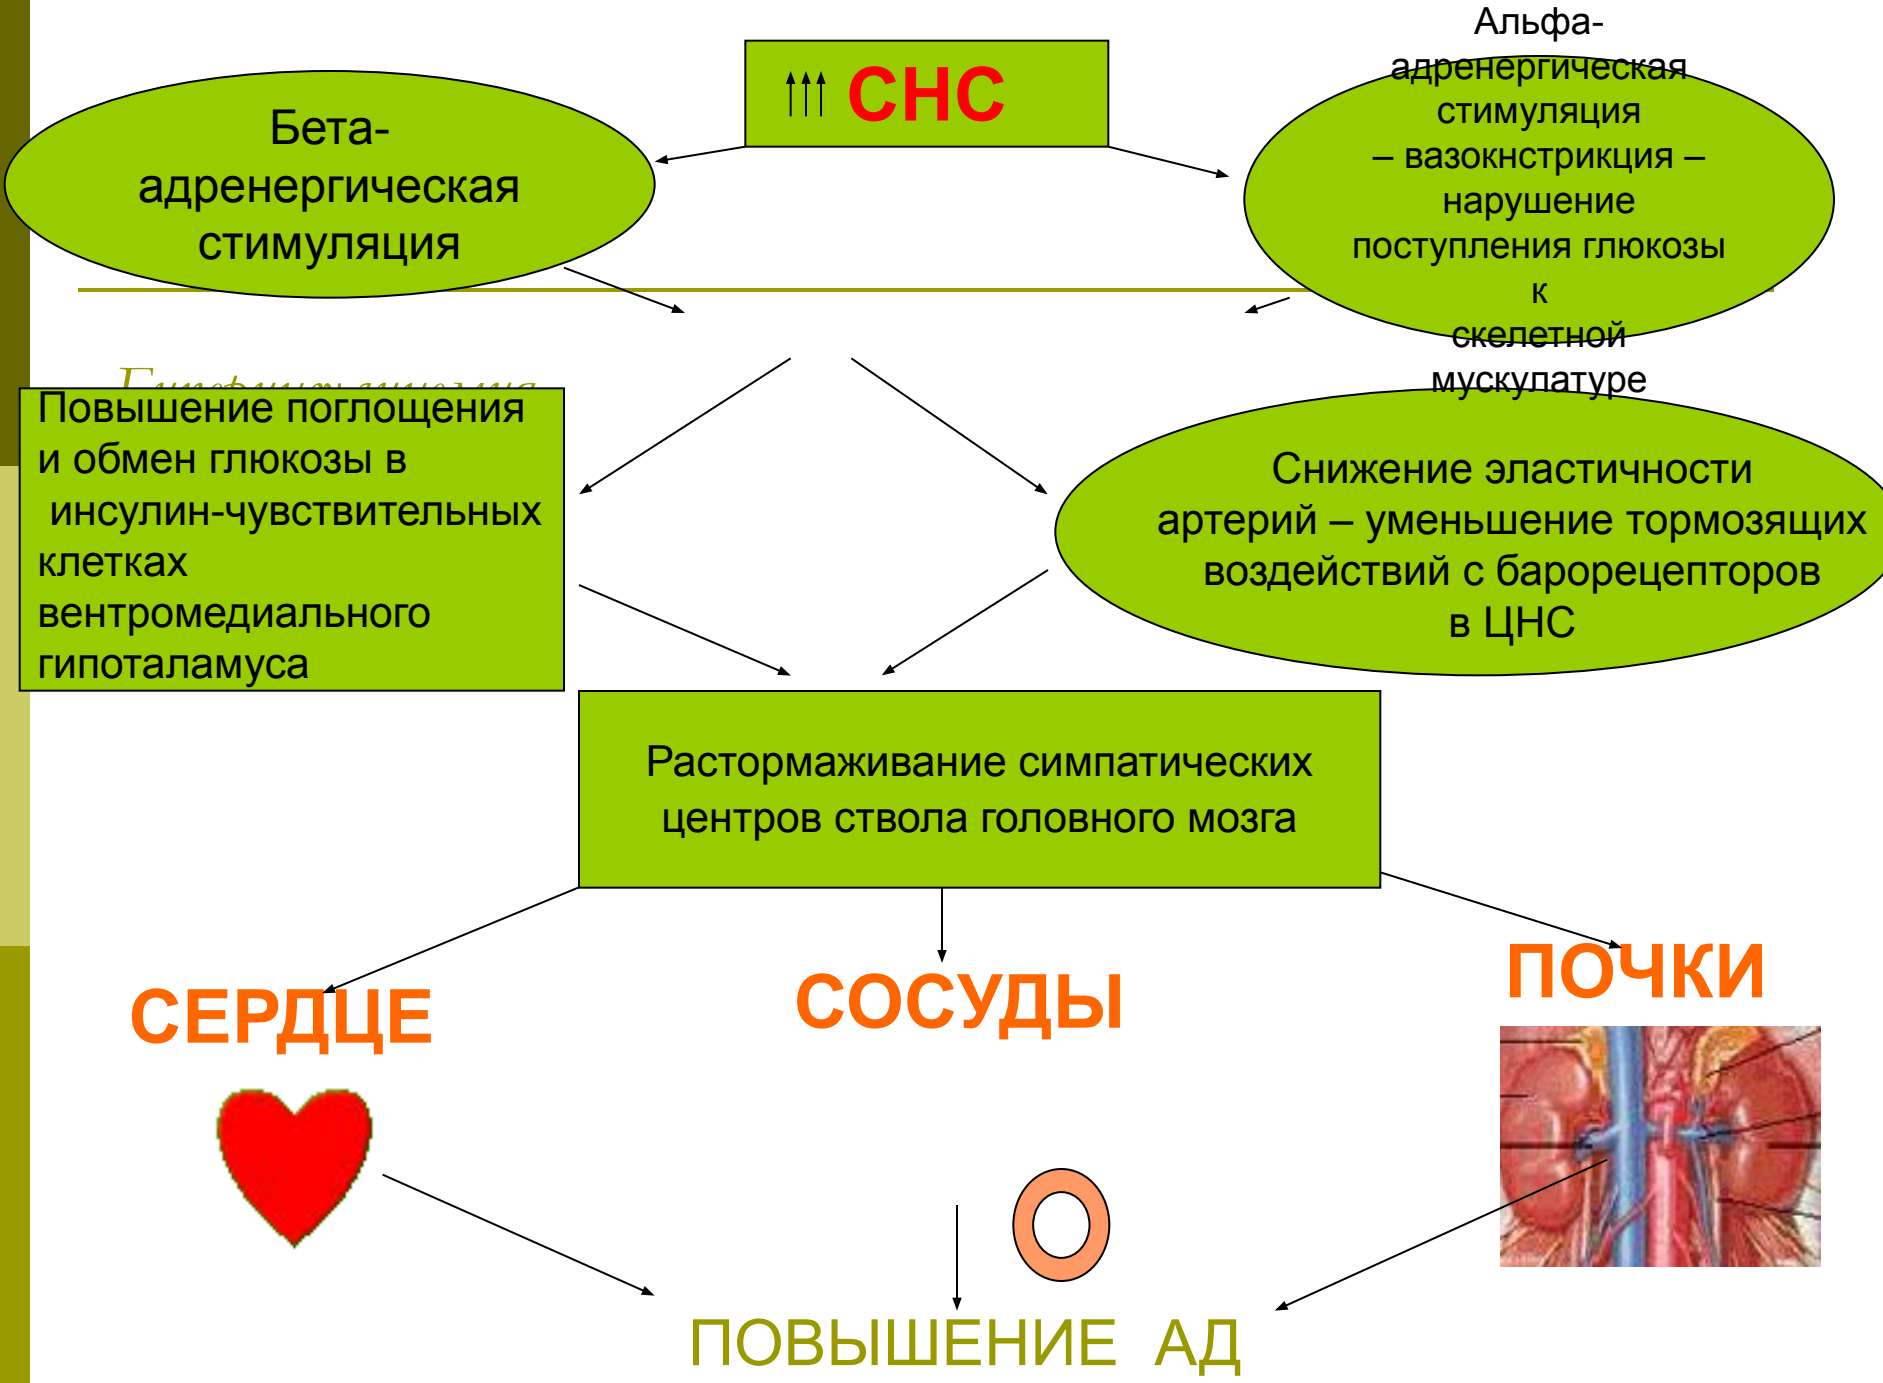 СНС
Бета-
адренергическая
стимуляция
Альфа-
адренергическая
стимуляция
– вазокнстрикция –
нарушение
поступления глюкозы
к
скелетной
мускулатуре
Повышение поглощения
и обмен глюкозы в
инсулин-чувствительных
клетках
вентромедиального
гипоталамуса
Снижение эластичности
артерий – уменьшение тормозящих
воздействий с барорецепторов
в ЦНС
Растормаживание симпатических
центров ствола головного мозга
СЕРДЦЕ
СОСУДЫ
ПОЧКИ
ПОВЫШЕНИЕ АД